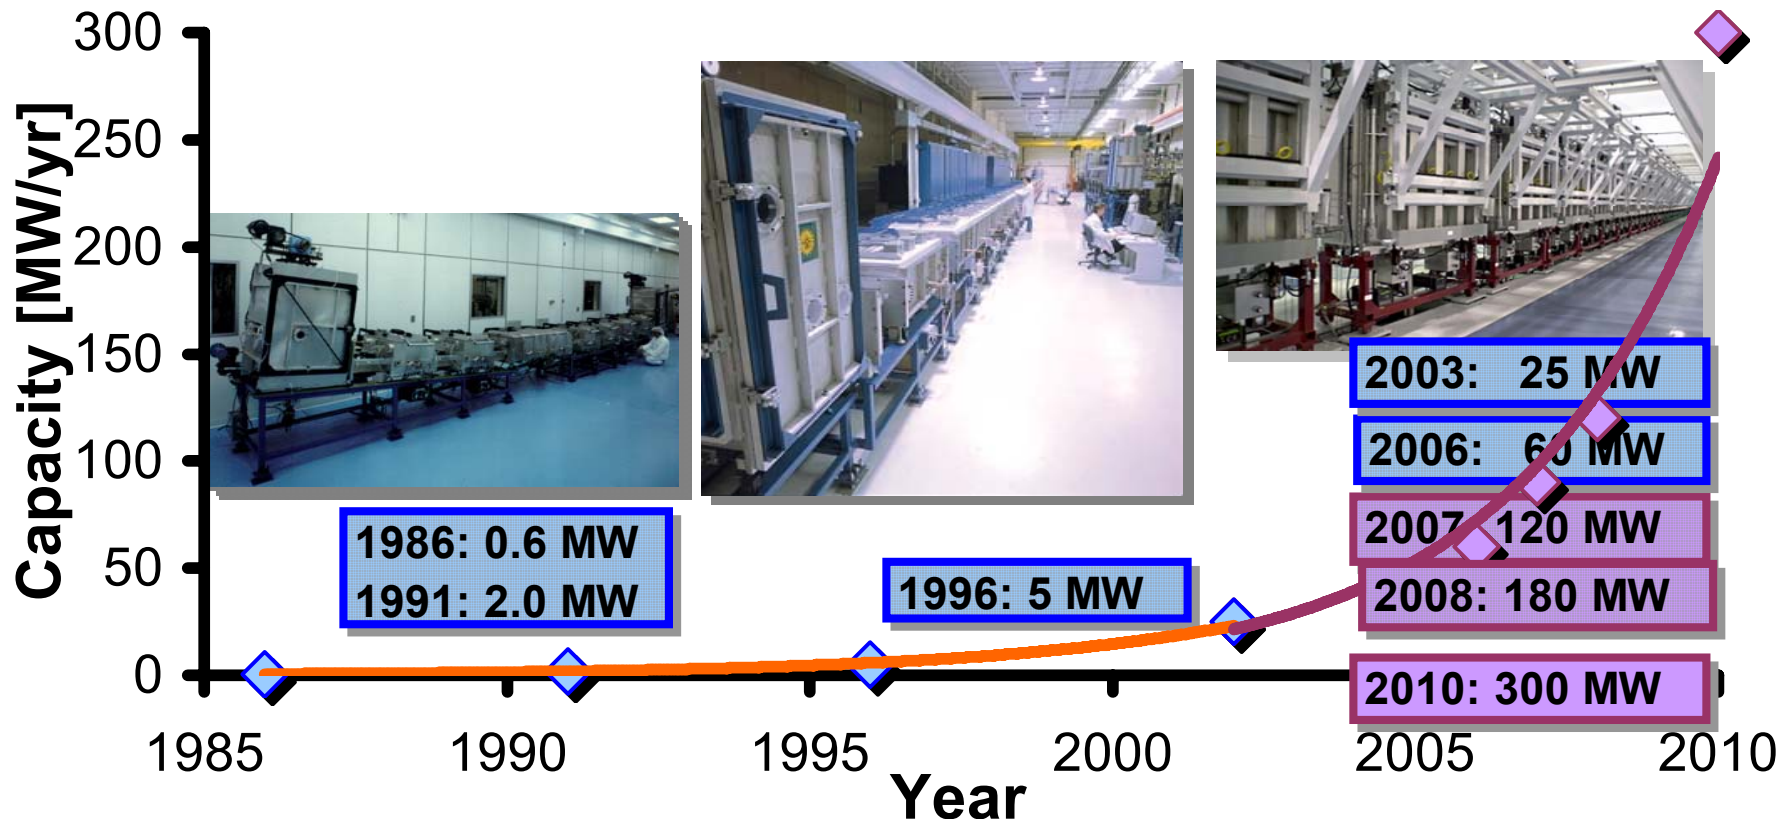 300
250
200
150
100
50
0
Capacity [MW/yr]
1986: 0.6 MW
1991: 2.0 MW
1996: 5 MW
2003: 25 MW
2006: 60 MW
2007: 120 MW
2008: 180 MW
2010: 300 MW
1985 1990 1995 2000 2005 2010
Year